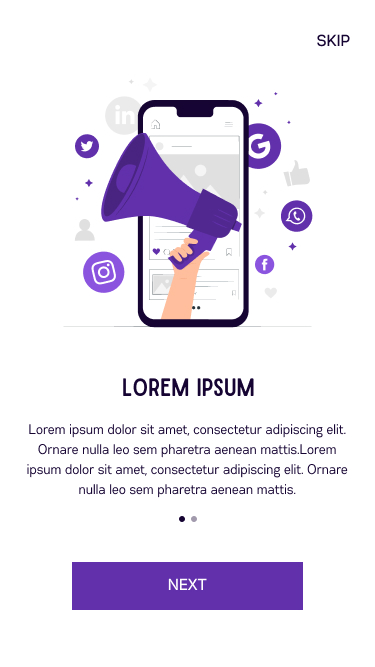 SKIP
LOREM IPSUM
Lorem ipsum dolor sit amet, consectetur adipiscing elit.
Ornare nulla leo sem pharetra aenean mattis.Lorem
ipsum dolor sit amet, consectetur adipiscing elit. Ornare
nulla leo sem pharetra aenean mattis.
NEXT